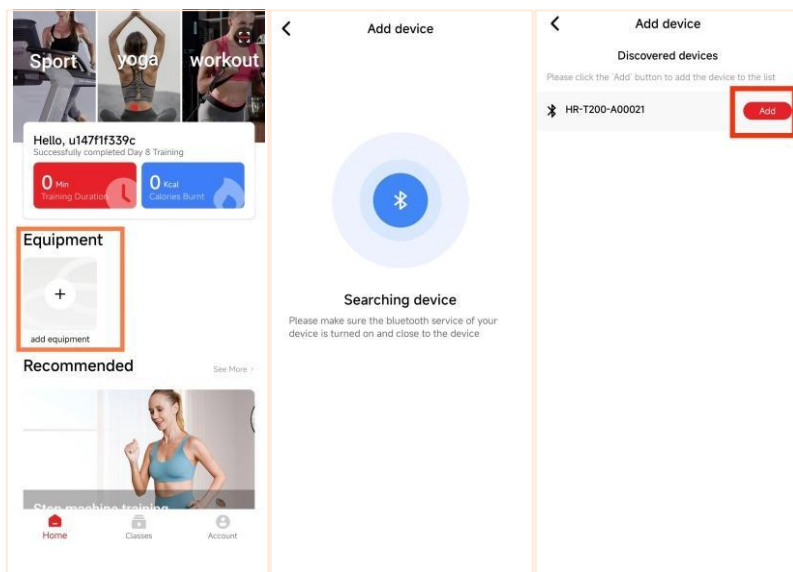 Sport
yoga
workout
Hello, u147f1f339c
Successfully completed Day 8 Training
0 Min
Training Duration
0 Kcal
Calories Burnt
Equipment
+
add equipment
Recommended
See More >
Step machine training
Home
Classes
Account
Add device
Searching device
Please make sure the bluetooth service of your
device is turned on and close to the device
Add device
Discovered devices
Please click the 'Add' button to add the device to the list
HR-T200-A00021
Add